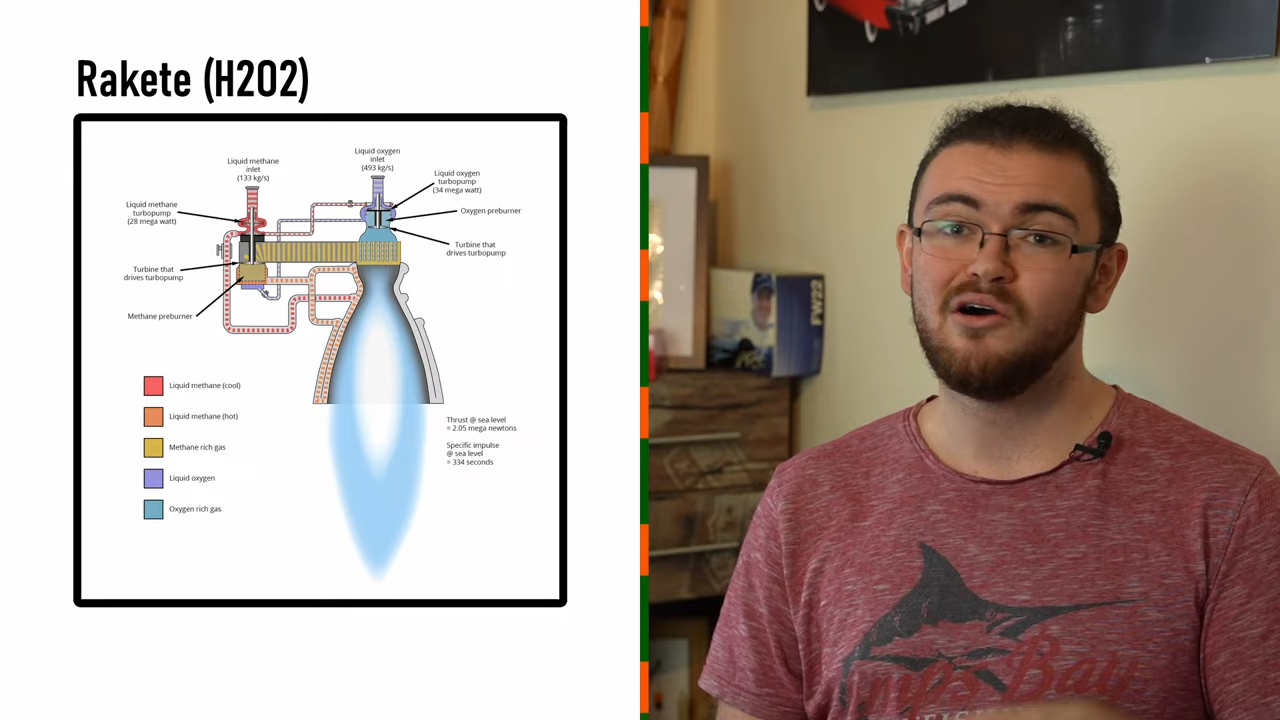 Rakete (H2O2)
Liquid methane
inlet
(133 kg/s)
Liquid oxygen
inlet
(493 kg/s)
Liquid methane
turbopump
(28 mega watt)
Liquid oxygen
turbopump
(34 mega watt)
Oxygen preburner
Turbine that
drives turbopump
Turbine that
drives turbopump
Methane preburner
Liquid methane (cool)
Liquid methane (hot)
Methane rich gas
Liquid oxygen
Oxygen rich gas
Thrust @ sea level
= 2.05 mega newtons
Specific impulse
@ sea level
= 334 seconds
FW22
Bay